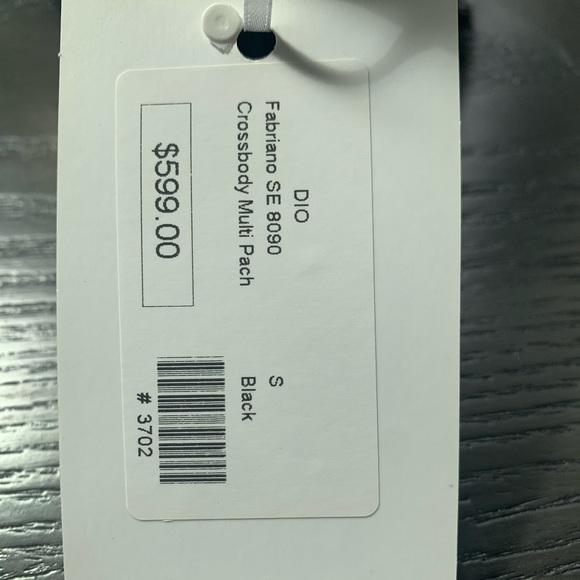 DIO
Fabriano SE 8090
Crossbody Multi Pach
$599.00
S
Black
# 3702